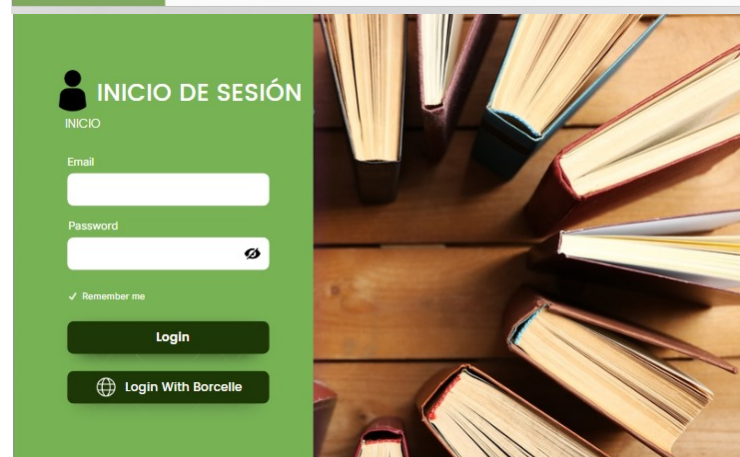 INICIO DE SESIÓN
INICIO
Email
Password
Remember me
Login
Login With Borcelle